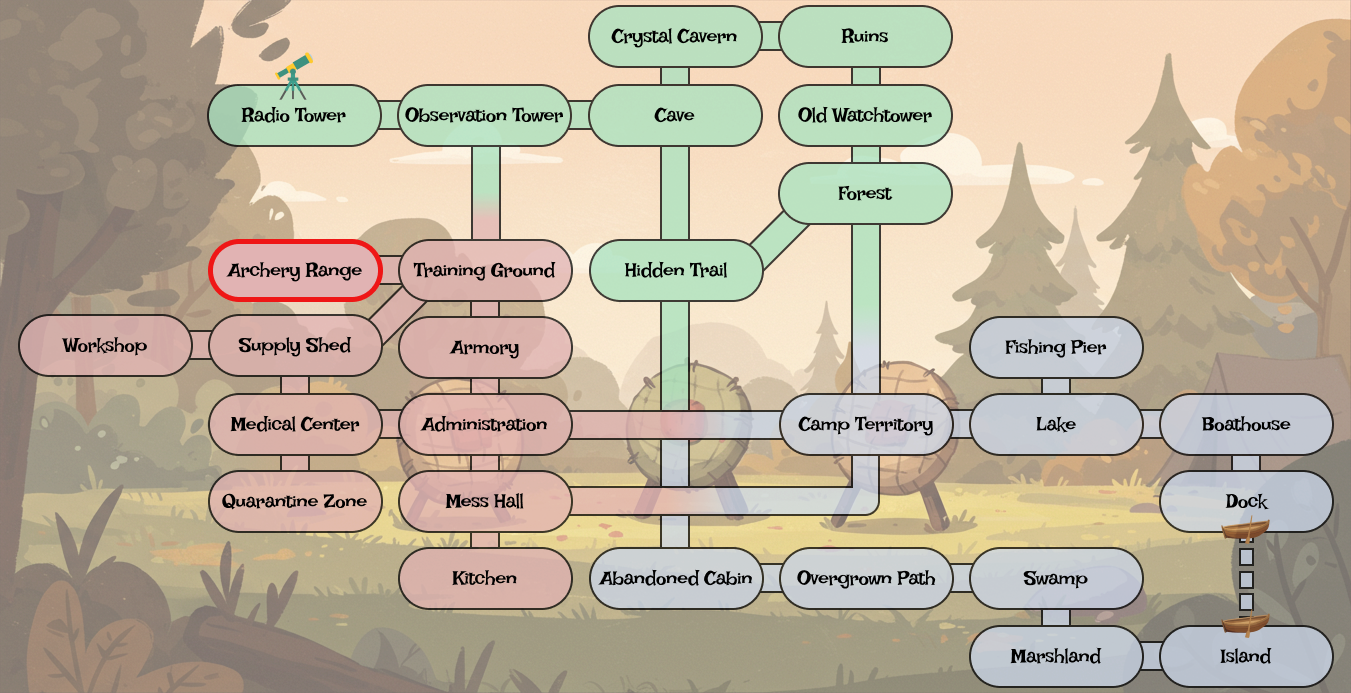 Crystal Cavern
Ruins
Radio Tower
Observation Tower
Cave
Old Watchtower
Forest
Archery Range
Training Ground
Hidden Trail
Workshop
Supply Shed
Armory
Fishing Pier
Medical Center
Administration
Camp Territory
Lake
Boathouse
Quarantine Zone
Mess Hall
Dock
Kitchen
Abandoned Cabin
Overgrown Path
Swamp
Marshland
Island